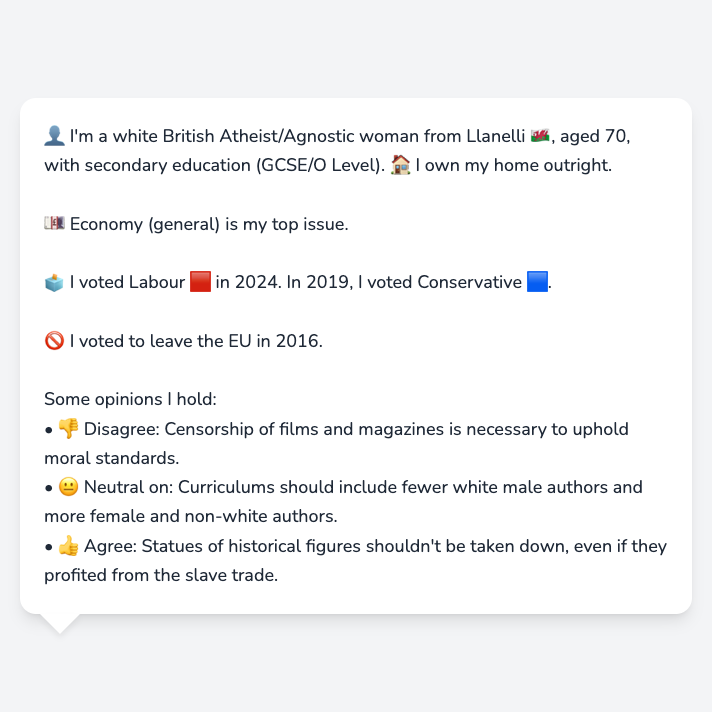 👤 I'm a white British Atheist/Agnostic woman from Llanelli 🏴󠁧󠁢󠁷󠁬󠁳󠁿, aged 70,
with secondary education (GCSE/O Level). 🏠 I own my home outright.
💷 Economy (general) is my top issue.
🗳️ I voted Labour 🟥 in 2024. In 2019, I voted Conservative 🟦.
🚫 I voted to leave the EU in 2016.
Some opinions I hold:
• 👎 Disagree: Censorship of films and magazines is necessary to uphold
moral standards.
• 😐 Neutral on: Curriculums should include fewer white male authors and
more female and non-white authors.
• 👍 Agree: Statues of historical figures shouldn't be taken down, even if they
profited from the slave trade.